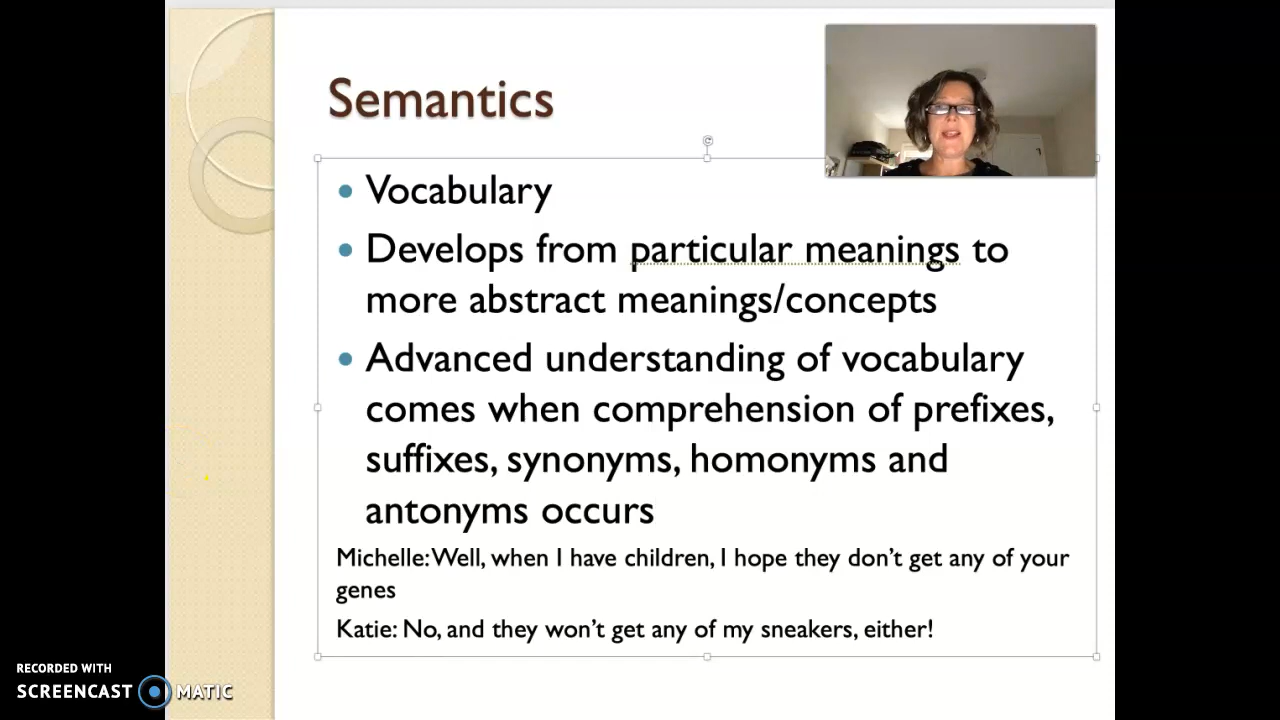 Semantics
Vocabulary
Develops from particular meanings to
more abstract meanings/concepts
Advanced understanding of vocabulary
comes when comprehension of prefixes,
suffixes, synonyms, homonyms and
antonyms occurs
Michelle: Well, when I have children, I hope they don't get any of your
genes
Katie: No, and they won't get any of my sneakers, either!
RECORDED WITH
SCREENCAST MATIC